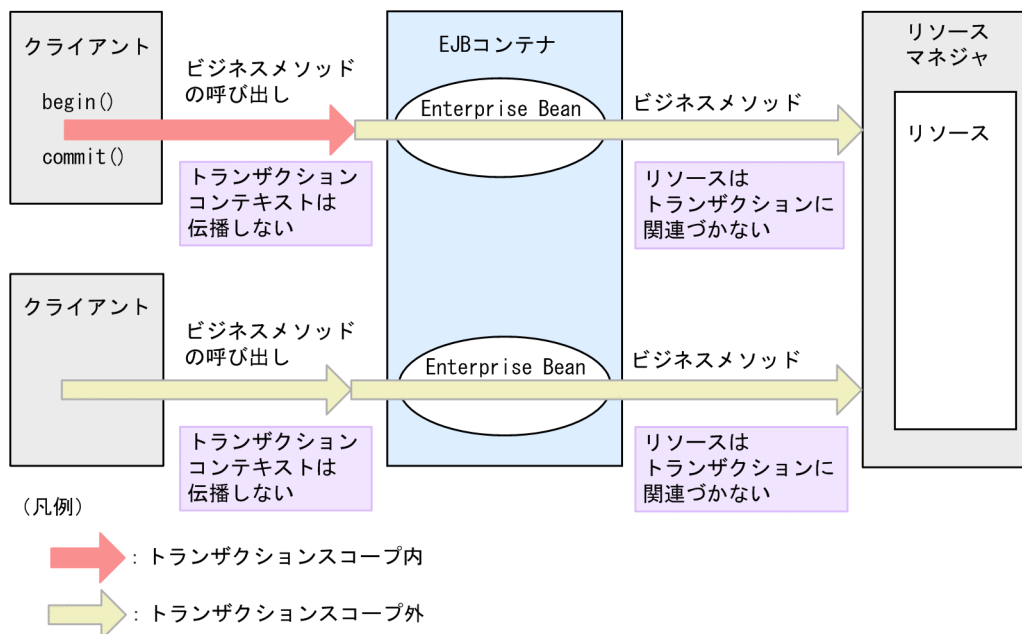 クライアント
begin()
commit()
ビジネスメソッド
の呼び出し
トランザクション
コンテキストは
伝播しない
EJBコンテナ
Enterprise Bean
ビジネスメソッド
リソースは
トランザクションに
関連づかない
リソース
マネジャ
リソース
クライアント
ビジネスメソッド
の呼び出し
トランザクション
コンテキストは
伝播しない
Enterprise Bean
ビジネスメソッド
リソースは
トランザクションに
関連づかない
(凡例)
：トランザクションスコープ内
：トランザクションスコープ外